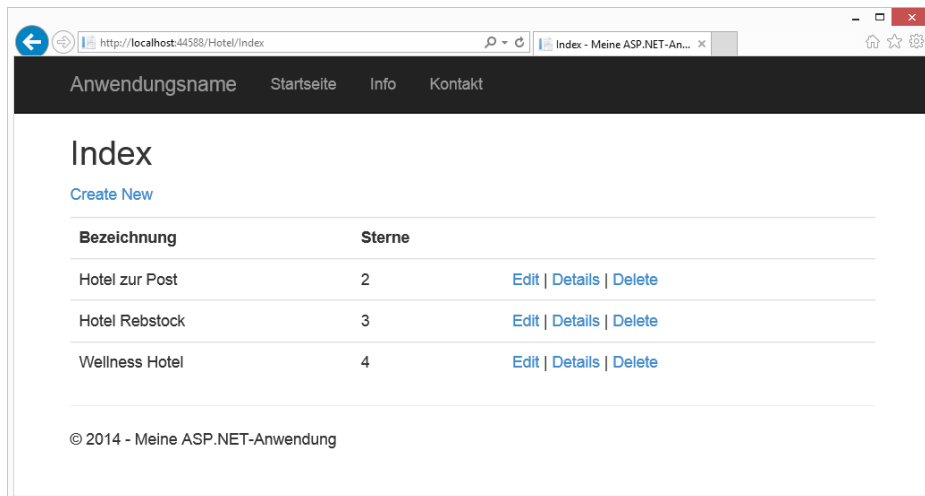 http://localhost:44588/Hotel/Index
Index - Meine ASP.NET-An...
Anwendungsname Startseite Info Kontakt
Index
Create New
Bezeichnung Sterne
Hotel zur Post 2 Edit | Details | Delete
Hotel Rebstock 3 Edit | Details | Delete
Wellness Hotel 4 Edit | Details | Delete
© 2014 - Meine ASP.NET-Anwendung